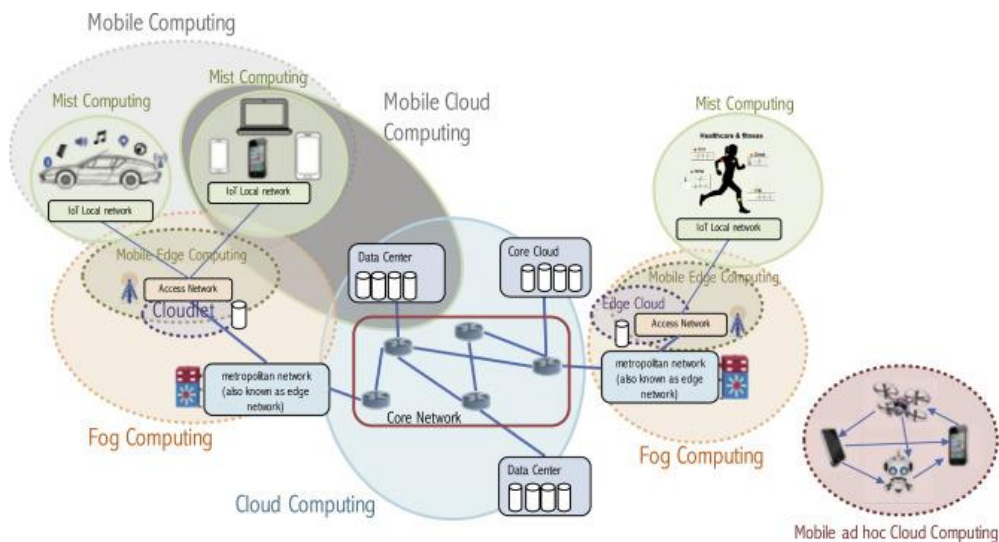 Mobile Computing
Mist Computing
Mist Computing
Mobile Cloud
Computing
IoT Local network
IoT Local network
Mist Computing
Healthcare & fitness
IoT Local network
Mobile Edge Computing
Access Network
Cloudlet
metropolitan network
(also known as edge
network)
Fog Computing
Data Center
Core Cloud
Core Network
Data Center
Cloud Computing
Mobile Edge Computing
Edge Cloud
Access Network
metropolitan network
(also known as edge
network)
Fog Computing
Mobile ad hoc Cloud Computing